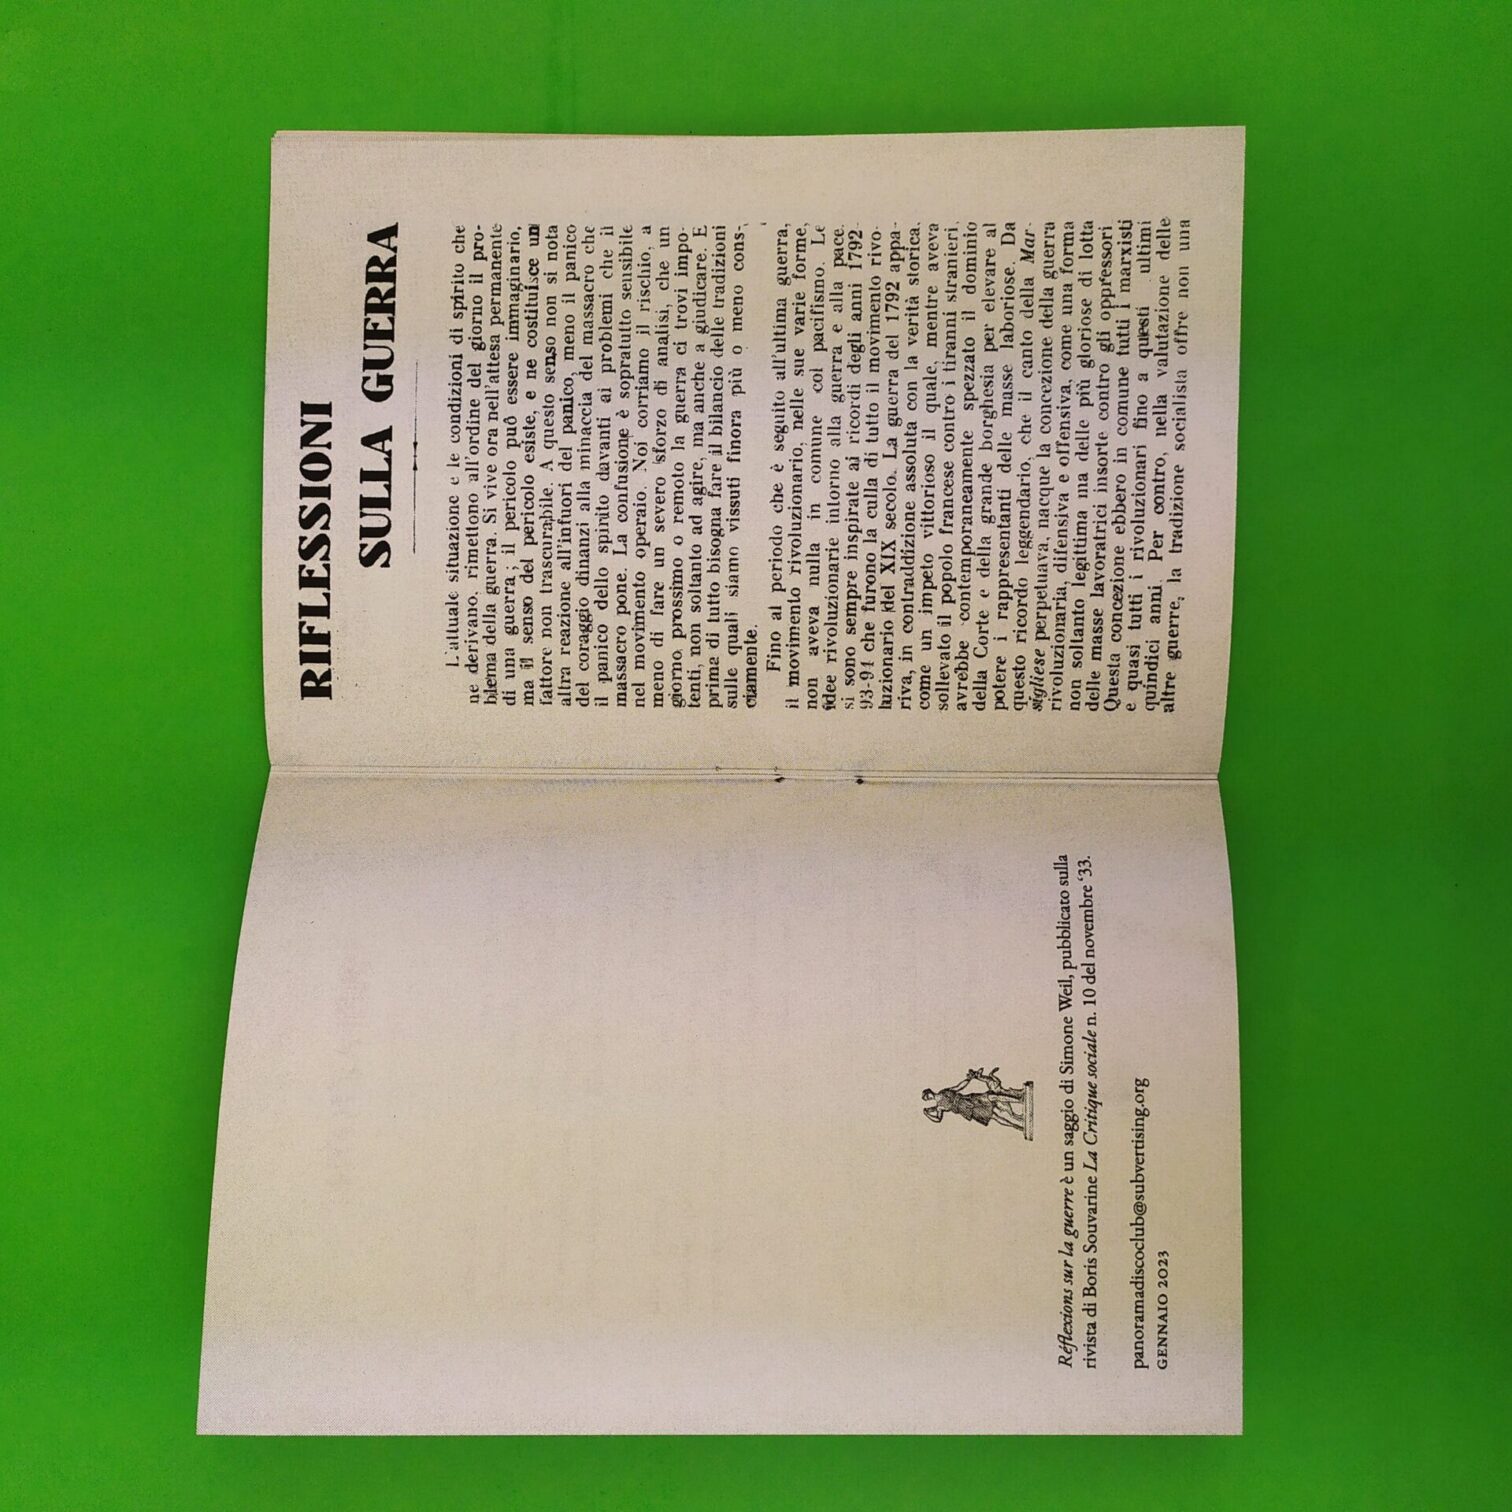 Réflexions sur la guerre è un saggio di Simone Weil, pubblicato sulla
rivista di Boris Souvarine La Critique sociale n. 10 del novembre ‘33.
panoramadiscoclub@subvertising.org
GENNAIO 2023
RIFLESSIONI
SULLA GUERRA
L'attuale situazione e le condizioni di spirito che
ne derivano, rimettono all'ordine del giorno il pro-
blema della guerra. Si vive ora nell'attesa permanente
di una guerra; il pericolo può essere immaginario,
ma il senso del pericolo esiste, e ne costituisce un
fattore non trascurabile. A questo senso non si nota
altra reazione all'infuori del panico, meno il panico
del coraggio dinanzi alla minaccia del massacro che
il panico dello spirito davanti ai problemi che il
massacro pone. La confusione è sopratutto sensibile
nel movimento operaio. Noi corriamo il rischio, a
meno di fare un severo sforzo di analisi, che un
giorno, prossimo o remoto la guerra ci trovi impo-
tenti, non soltanto ad agire, ma anche a giudicare. E
prima di tutto bisogna fare il bilancio delle tradizioni
sulle quali siamo vissuti finora più o meno cons-
ciamente.
Fino al periodo che è seguito all'ultima guerra,
il movimento rivoluzionario, nelle sue varie forme,
non aveva nulla in comune col pacifismo. Le
idee rivoluzionarie intorno alla guerra e alla pace
si sono sempre inspirate ai ricordi degli anni 1792-
93-94 che furono la culla di tutto il movimento rivo-
luzionario del XIX secolo. La guerra del 1792 appa-
riva, in contraddizione assoluta con la verità storica,
come un impeto vittorioso il quale, mentre aveva
sollevato il popolo francese contro i tiranni stranieri,
avrebbe contemporaneamente spezzato il dominio
della Corte e della grande borghesia per elevare al
potere i rappresentanti delle masse laboriose. Da
questo ricordo leggendario, che il canto della Mar-
sigliese perpetuava, nacque la concezione della guerra
rivoluzionaria, difensiva e offensiva, come una forma
non soltanto legittima ma delle più gloriose di lotta
delle masse lavoratrici insorte contro gli oppressori.
Questa concezione ebbero in comune tutti i marxisti
e quasi tutti i rivoluzionari fino a questi ultimi
quindici anni. Per contro, nella valutazione delle
altre guerre, la tradizione socialista offre non una